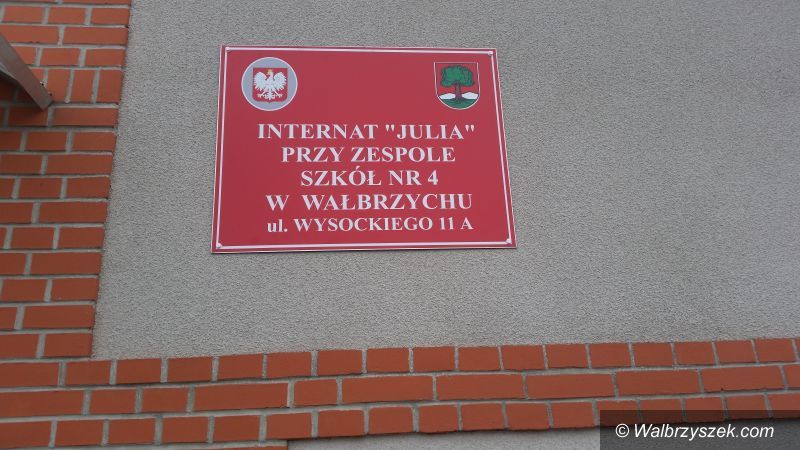 INTERNAT "JULIA"
PRZY ZESPOLE
SZKÓŁ NR 4
W WAŁBRZYCHU
ul. WYSOCKIEGO 11 A
© Walbrzyszek.com